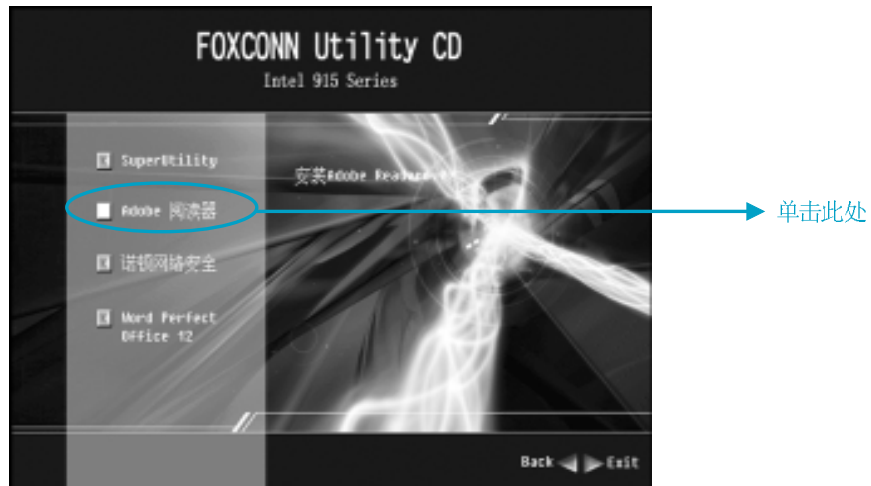 FOXCONN Utility CD
Intel 915 Series
SuperUtility
安装Adobe Reader
Adobe 阅读器
单击此处
诺顿网络安全
Word Perfect
Office 12
Back
Exit